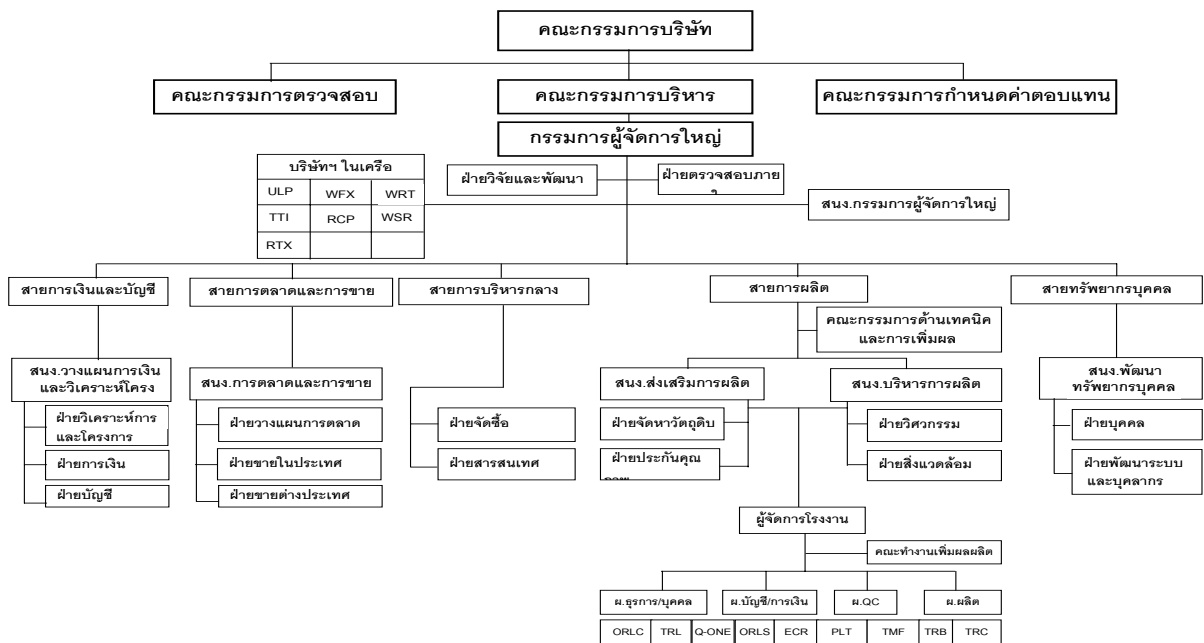 คณะกรรมการบริษัท
คณะกรรมการตรวจสอบ
คณะกรรมการบริหาร
คณะกรรมการกำหนดค่าตอบแทน
กรรมการผู้จัดการใหญ่
บริษัทฯ ในเครือ
ULP WFX WRT
TTI RCP WSR
RTX
ฝ่ายวิจัยและพัฒนา
ฝ่ายตรวจสอบภาย
สนง.กรรมการผู้จัดการใหญ่
สายการเงินและบัญชี
สายการตลาดและการขาย
สายการบริหารกลาง
สายการผลิต
สายทรัพยากรบุคคล
คณะกรรมการด้านเทคนิค
และการเพิ่มผล
สนง.วางแผนการเงิน
และวิเคราะห์โครง
สนง.การตลาดและการขาย
สนง.ส่งเสริมการผลิต
สนง.บริหารการผลิต
สนง.พัฒนา
ทรัพยากรบุคคล
ฝ่ายวิเคราะห์การ
และโครงการ
ฝ่ายการเงิน
ฝ่ายบัญชี
ฝ่ายวางแผนการตลาด
ฝ่ายขายในประเทศ
ฝ่ายขายต่างประเทศ
ฝ่ายจัดซื้อ
ฝ่ายสารสนเทศ
ฝ่ายจัดหาวัตถุดิบ
ฝ่ายประกันคุณ
ฝ่ายวิศวกรรม
ฝ่ายสิ่งแวดล้อม
ฝ่ายบุคคล
ฝ่ายพัฒนาระบบ
และบุคลากร
ผู้จัดการโรงงาน
คณะทำงานเพิ่มผลผลิต
ผ.ธุรการ/บุคคล
ผ.บัญชี/การเงิน
ผ.QC
ผ.ผลิต
ORLC TRL Q-ONE ORLS ECR PLT TMF TRB TRC